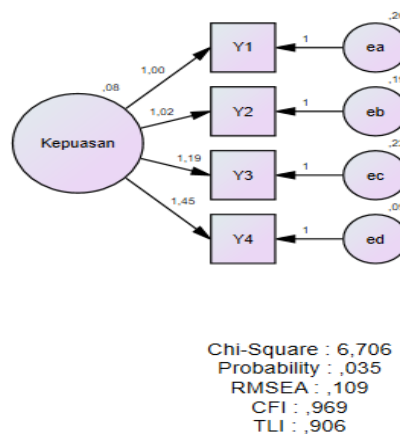 ,08
Kepuasan
1,00
1,02
1,19
1,45
Y1
Y2
Y3
Y4
1
1
1
1
ea
eb
ec
ed
Chi-Square : 6,706
Probability : ,035
RMSEA : ,109
CFI : ,969
TLI : ,906